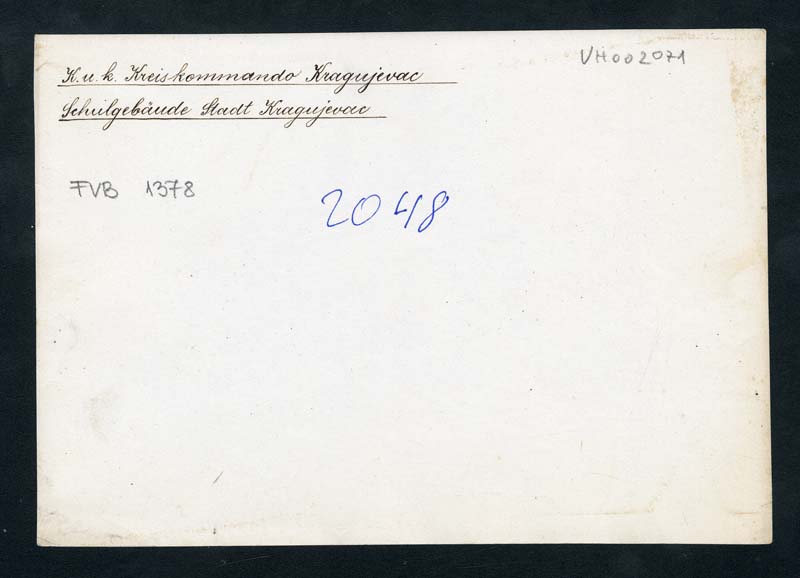 VH002071
K. u. k. Kreiskommando Kragujevac
Schulgebäude Stadt Kragujevac
FVB 1378
2048